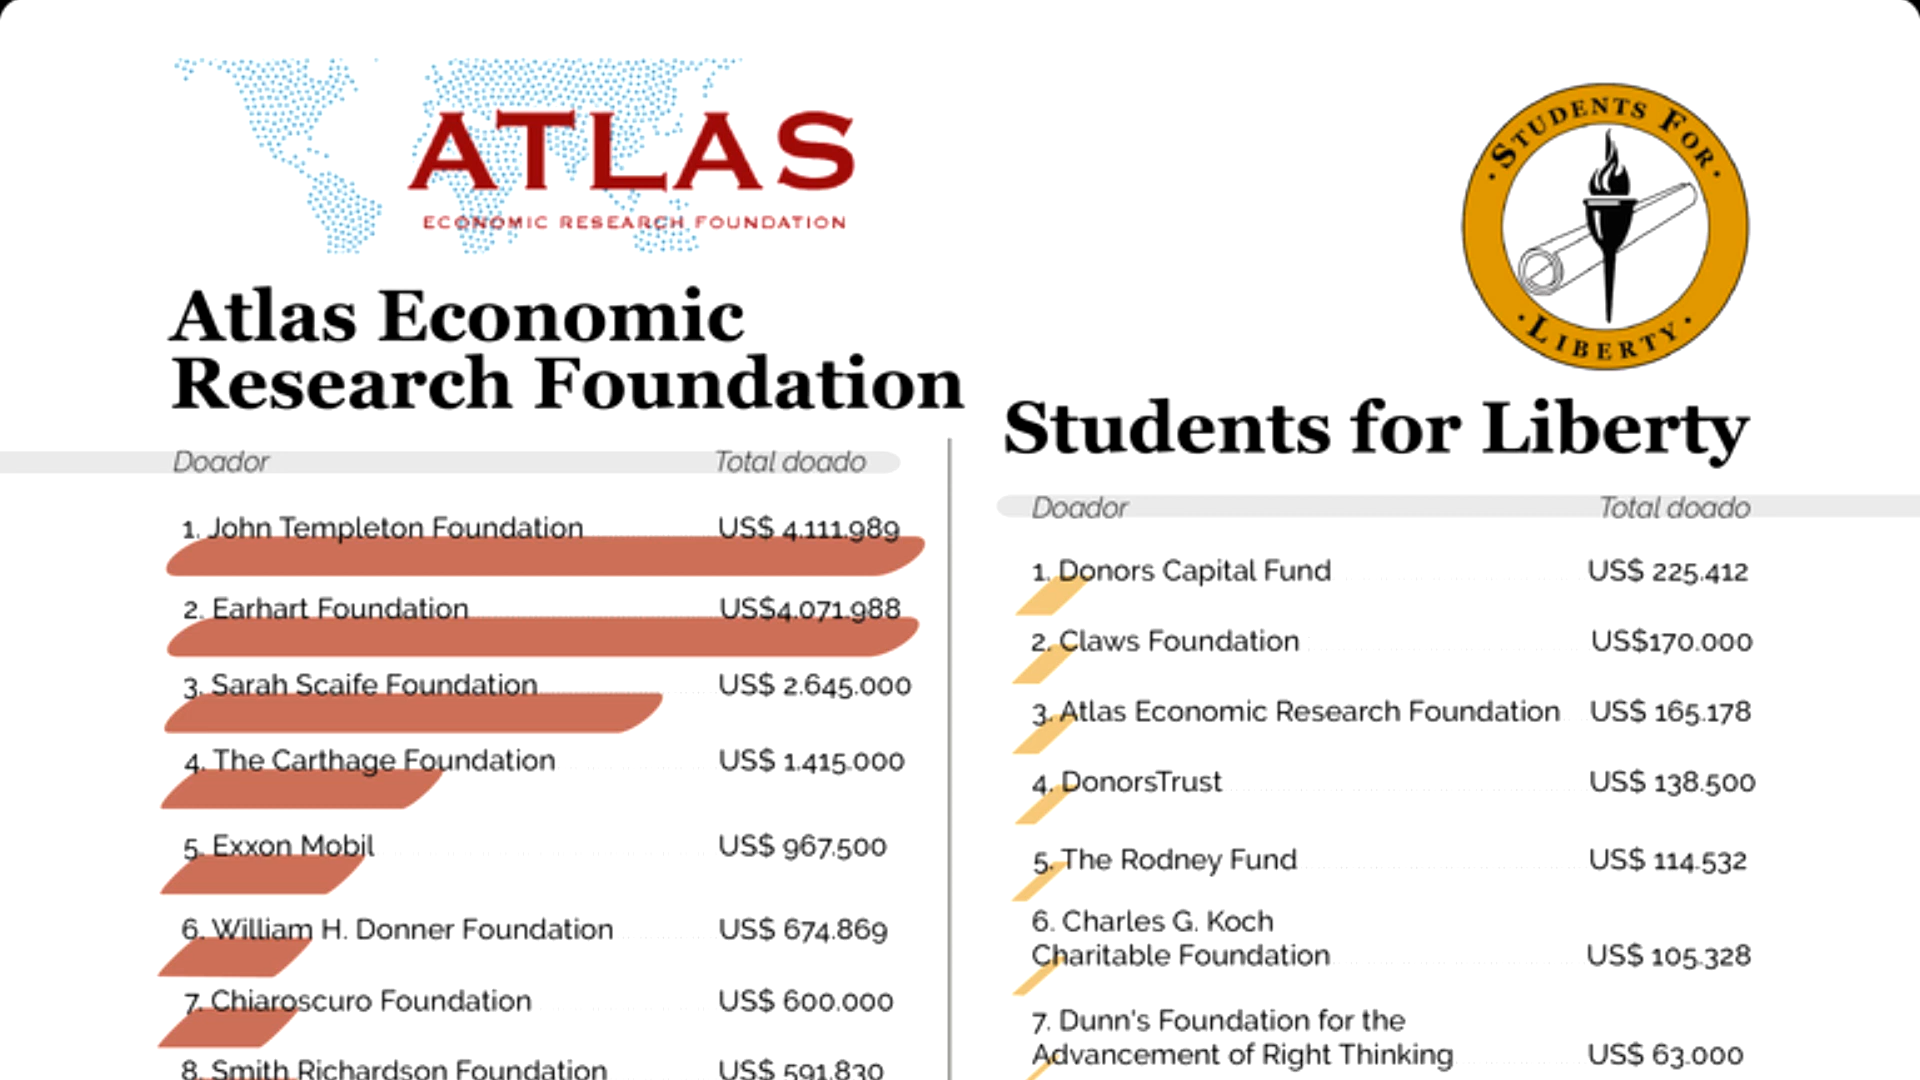 ATLAS
ECONOMIC RESEARCH FOUNDATION
Atlas Economic
Research Foundation
Doador Total doado
1. John Templeton Foundation US$ 4.111.989
2. Earhart Foundation US$4.071.988
3. Sarah Scaife Foundation US$ 2.645.000
4. The Carthage Foundation US$ 1.415.000
5. Exxon Mobil US$ 967.500
6. William H. Donner Foundation US$ 674.869
7. Chiaroscuro Foundation US$ 600.000
8. Smith Richardson Foundation US$ 591.830
· STUDENTS FOR ·
· LIBERTY ·
Students for Liberty
Doador Total doado
1. Donors Capital Fund US$ 225.412
2. Claws Foundation US$170.000
3. Atlas Economic Research Foundation US$ 165.178
4. DonorsTrust US$ 138.500
5. The Rodney Fund US$ 114.532
6. Charles G. Koch
Charitable Foundation US$ 105.328
7. Dunn's Foundation for the
Advancement of Right Thinking US$ 63.000